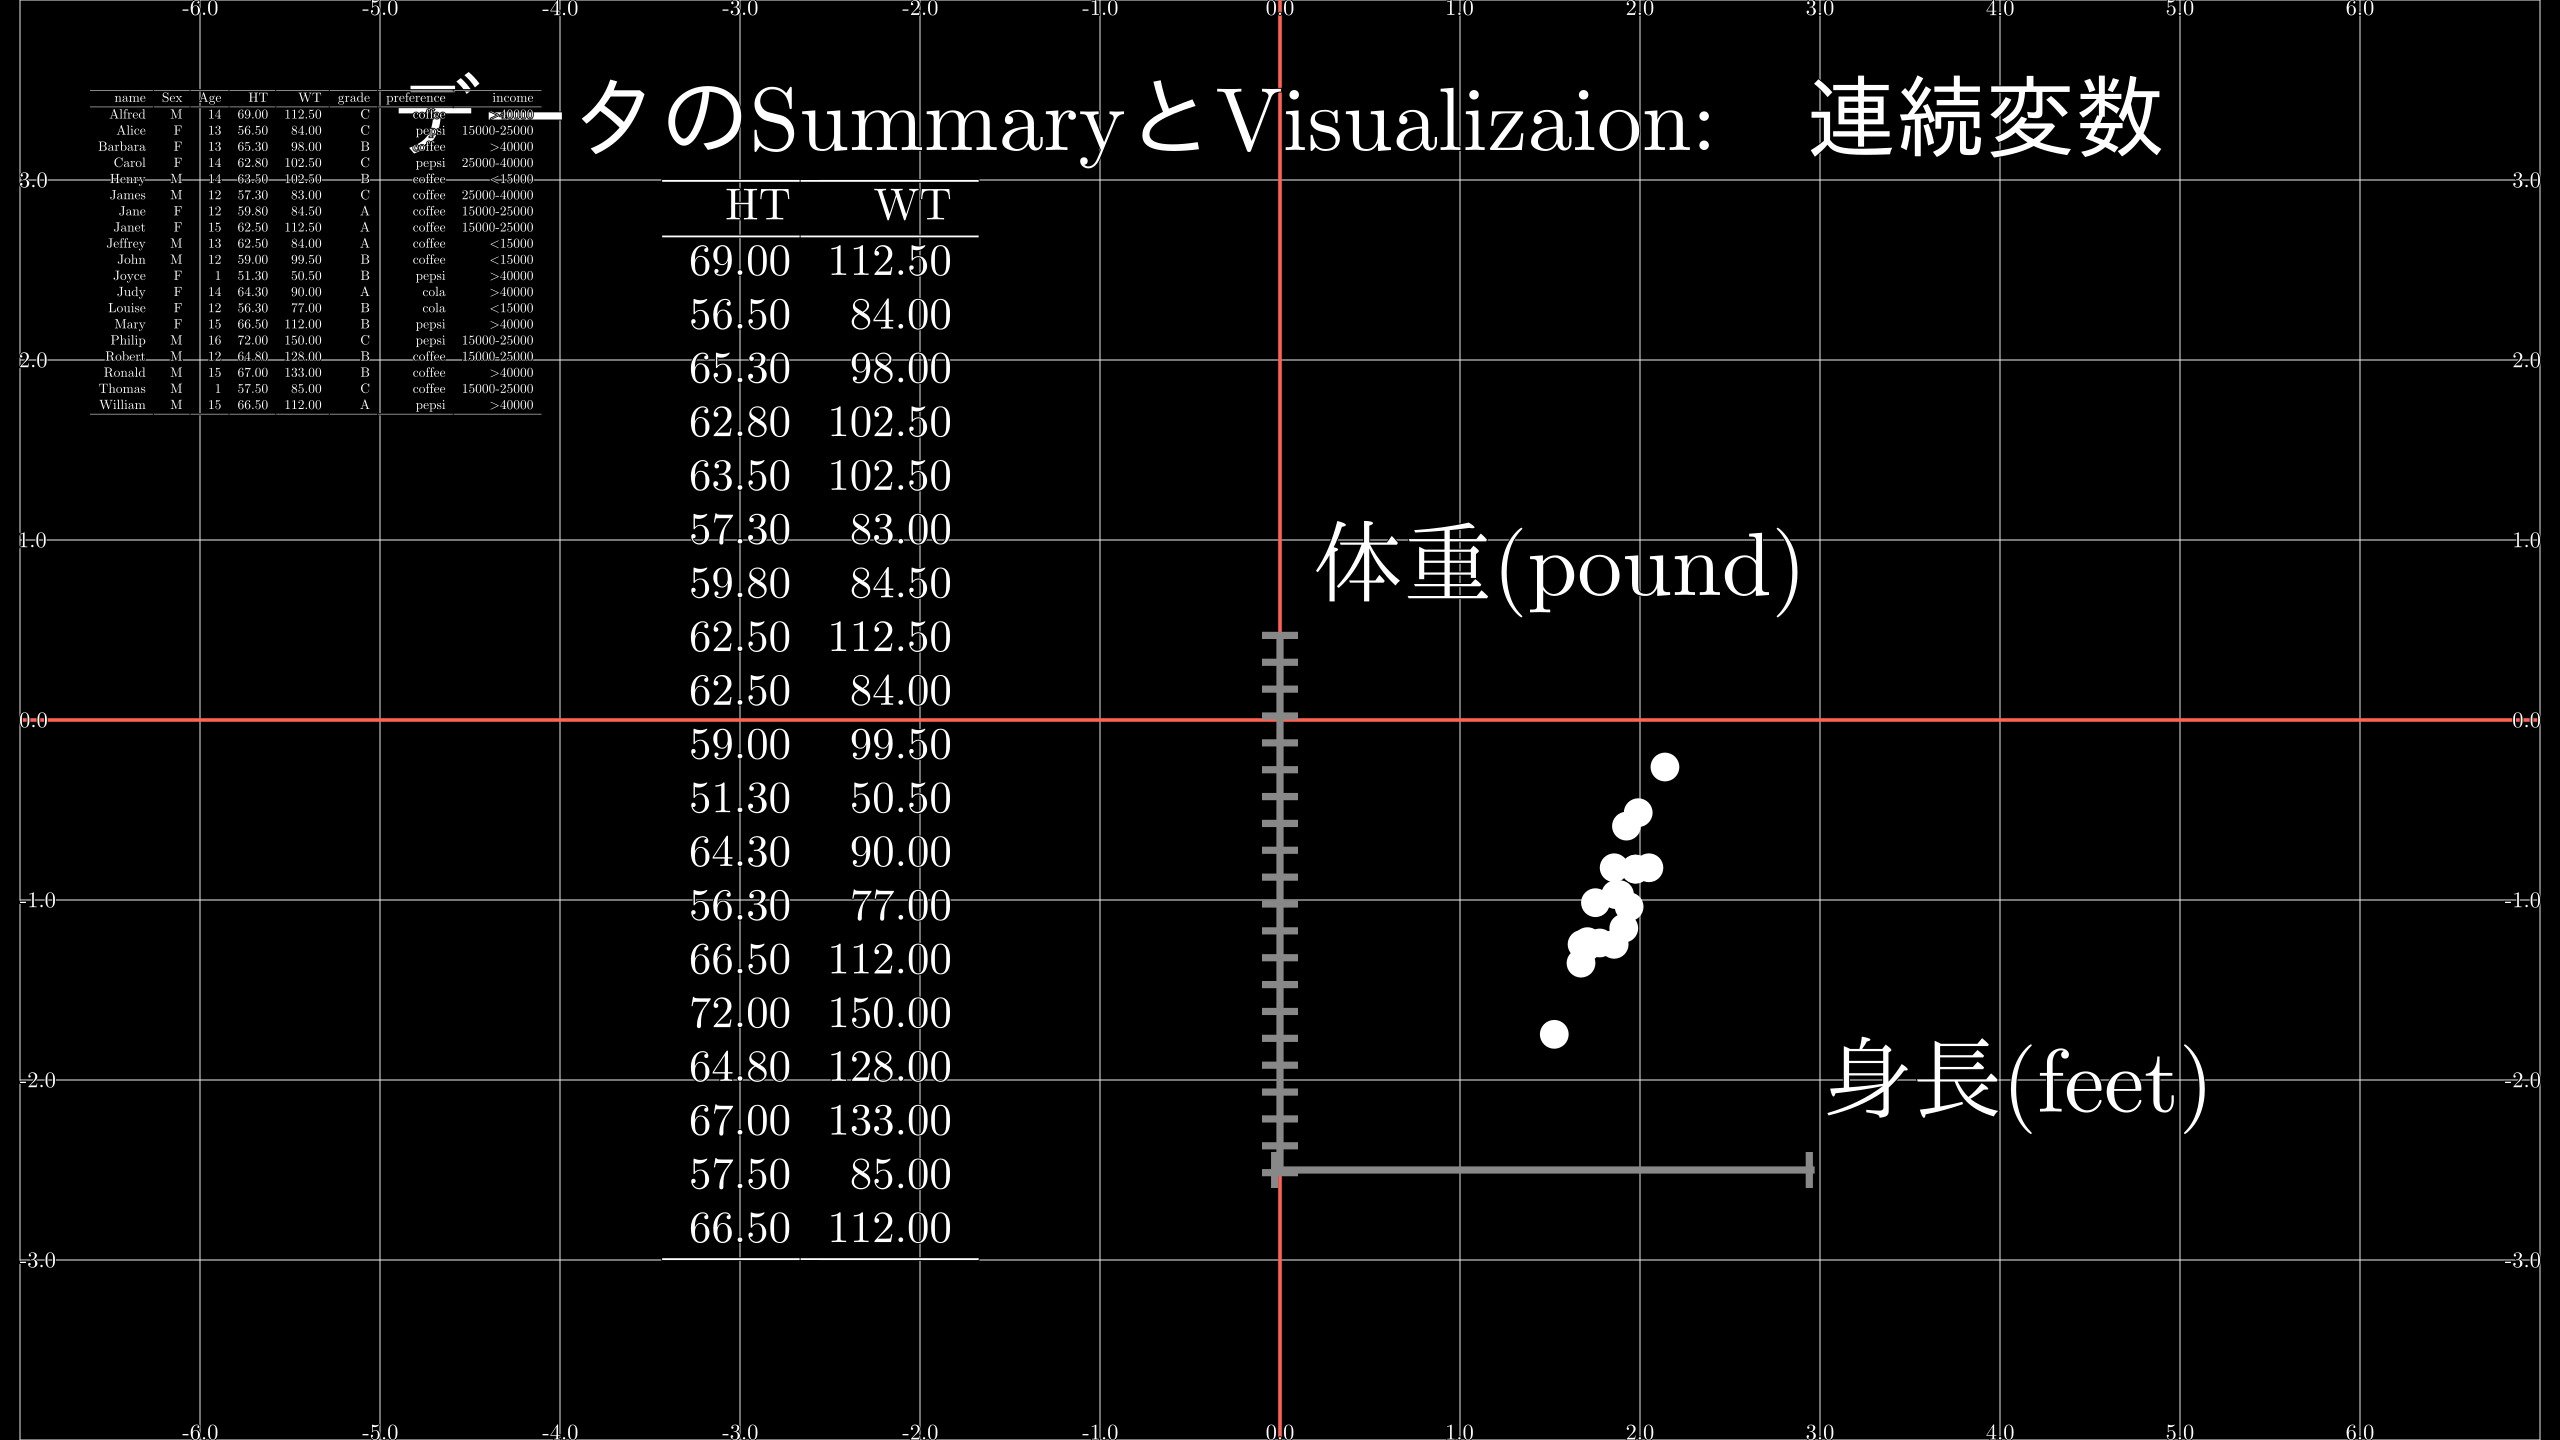 -6.0 -5.0 -4.0 -3.0 -2.0 -1.0 0.0 1.0 2.0 3.0 4.0 5.0 6.0
データのSummaryとVisualizaion: 連続変数
name Sex Age HT WT grade preference income
Alfred M 14 69.00 112.50 C coffee >40000
Alice F 13 56.50 84.00 C pepsi 15000-25000
Barbara F 13 65.30 98.00 B coffee >40000
Carol F 14 62.80 102.50 C pepsi 25000-40000
Henry M 14 63.50 102.50 B coffee <15000
James M 12 57.30 83.00 C coffee 25000-40000
Jane F 12 59.80 84.50 A coffee 15000-25000
Janet F 15 62.50 112.50 A coffee 15000-25000
Jeffrey M 13 62.50 84.00 A coffee <15000
John M 12 59.00 99.50 B coffee <15000
Joyce F 1 51.30 50.50 B pepsi >40000
Judy F 14 64.30 90.00 A cola >40000
Louise F 12 56.30 77.00 B cola <15000
Mary F 15 66.50 112.00 B pepsi >40000
Philip M 16 72.00 150.00 C pepsi 15000-25000
Robert M 12 64.80 128.00 B coffee 15000-25000
Ronald M 15 67.00 133.00 B coffee >40000
Thomas M 1 57.50 85.00 C coffee 15000-25000
William M 15 66.50 112.00 A pepsi >40000
HT WT
69.00 112.50
56.50 84.00
65.30 98.00
62.80 102.50
63.50 102.50
57.30 83.00
59.80 84.50
62.50 112.50
62.50 84.00
59.00 99.50
51.30 50.50
64.30 90.00
56.30 77.00
66.50 112.00
72.00 150.00
64.80 128.00
67.00 133.00
57.50 85.00
66.50 112.00
体重(pound)
身長(feet)
3.0 3.0
2.0 2.0
1.0 1.0
0.0 0.0
-1.0 -1.0
-2.0 -2.0
-3.0 -3.0
-6.0 -5.0 -4.0 -3.0 -2.0 -1.0 0.0 1.0 2.0 3.0 4.0 5.0 6.0